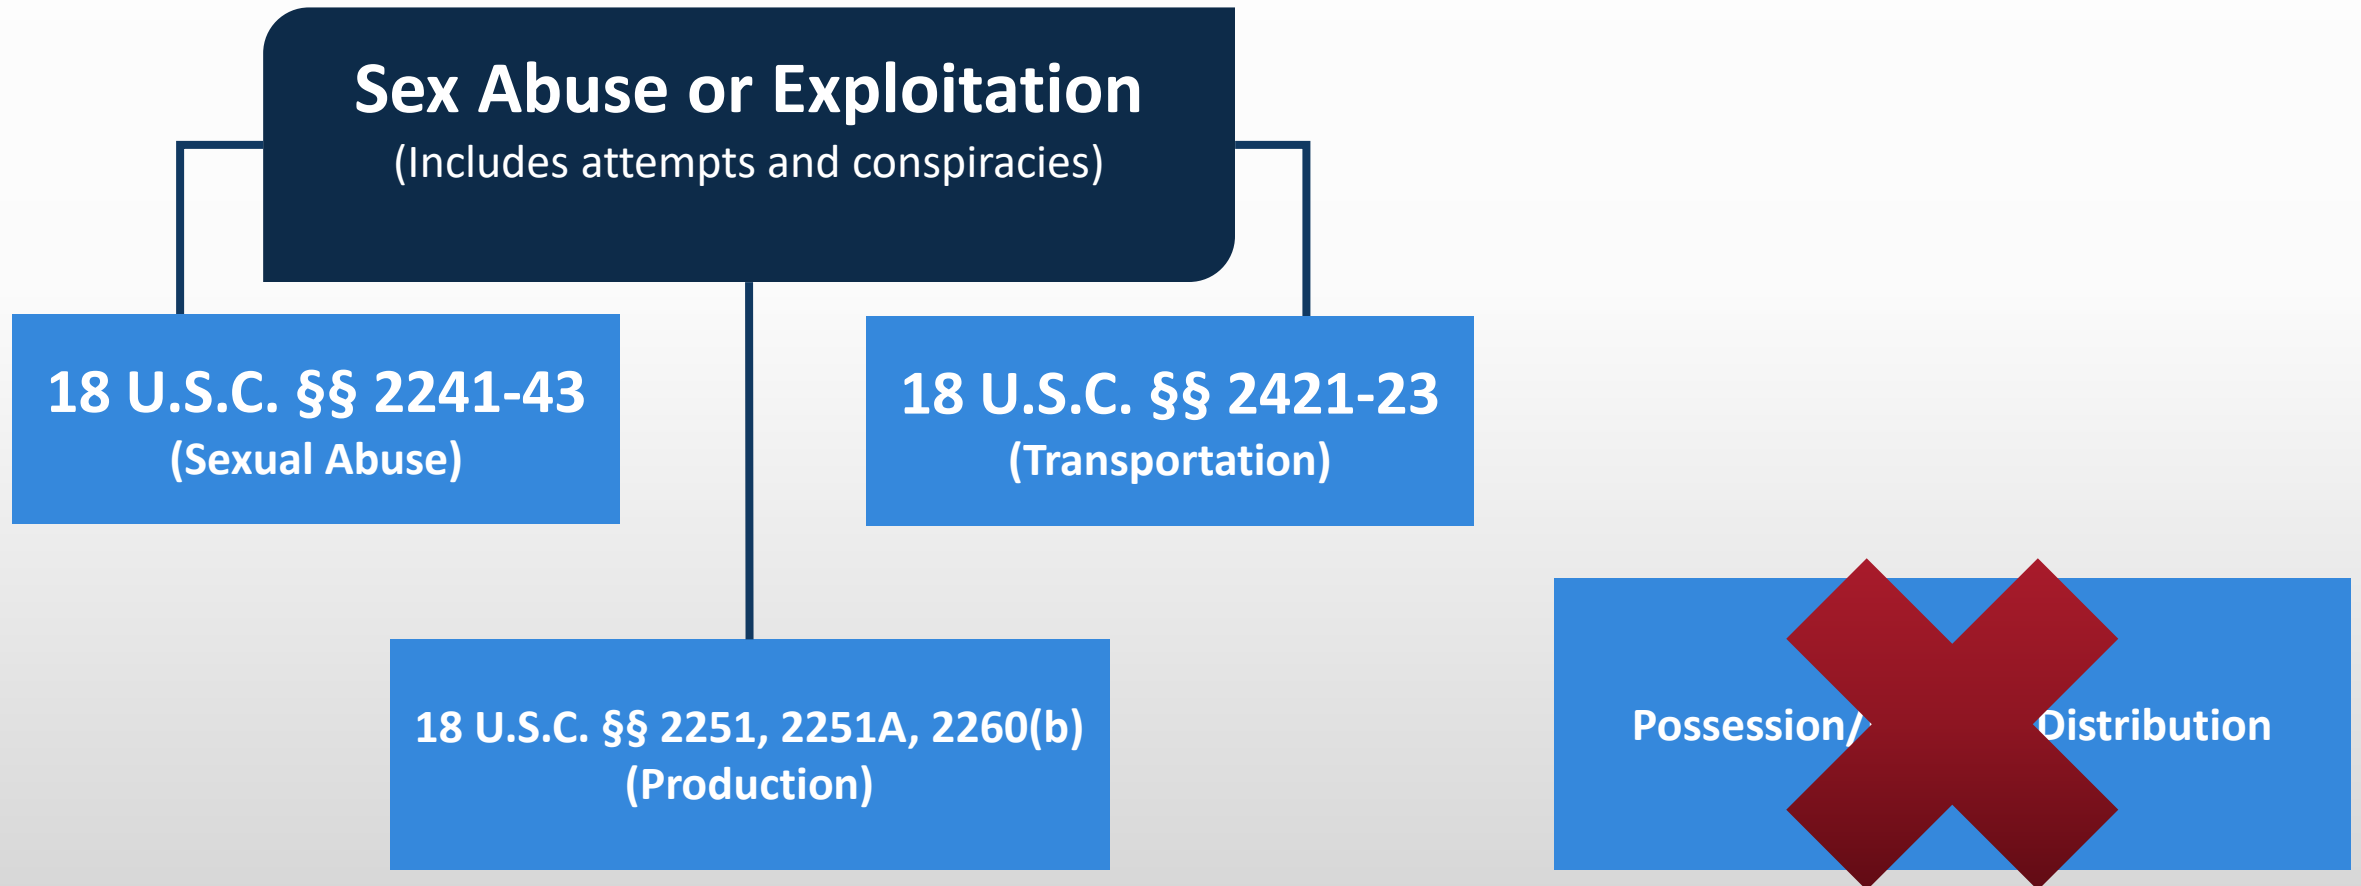 Sex Abuse or Exploitation
(Includes attempts and conspiracies)
18 U.S.C. §§ 2241-43
(Sexual Abuse)
18 U.S.C. §§ 2421-23
(Transportation)
18 U.S.C. §§ 2251, 2251A, 2260(b)
(Production)
Possession/ Distribution